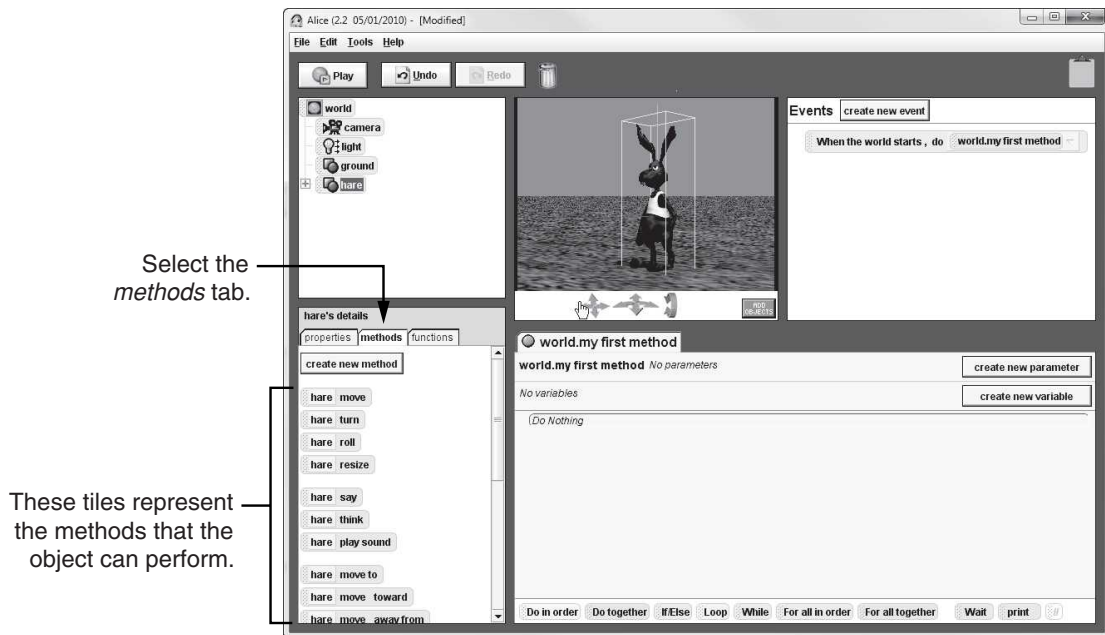 Alice (2.2 05/01/2010) - [Modified]
File Edit Tools Help
Play Undo Redo
world
camera
light
ground
hare
Events create new event
When the world starts , do world.my first method
ADD OBJECTS
Select the
methods tab.
hare's details
properties methods functions
create new method
hare move
hare turn
hare roll
hare resize
hare say
hare think
hare play sound
hare move to
hare move toward
hare move away from
These tiles represent
the methods that the
object can perform.
world.my first method
world.my first method No parameters create new parameter
No variables create new variable
(Do Nothing
Do in order Do together If/Else Loop While For all in order For all together Wait print //